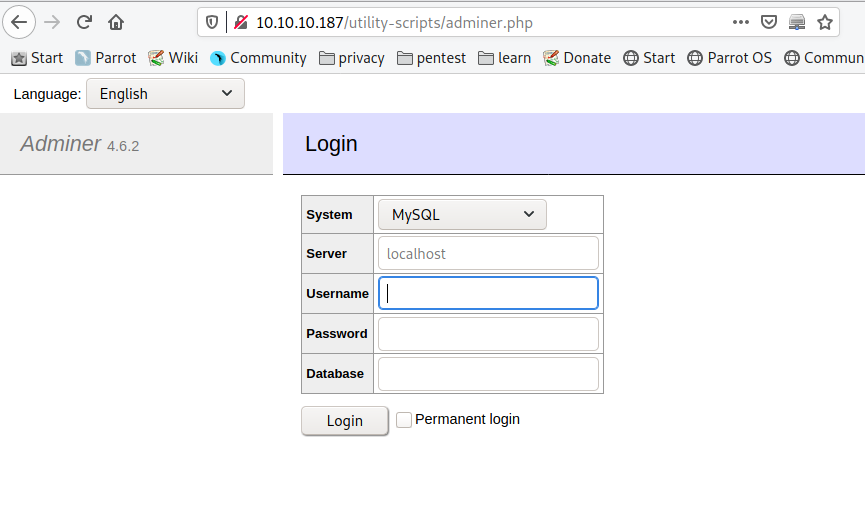 10.10.10.187/utility-scripts/adminer.php
Start Parrot Wiki Community privacy pentest learn Donate Start Parrot OS Commun
Language: English
Adminer 4.6.2
Login
System MySQL
Server localhost
Username
Password
Database
Login Permanent login